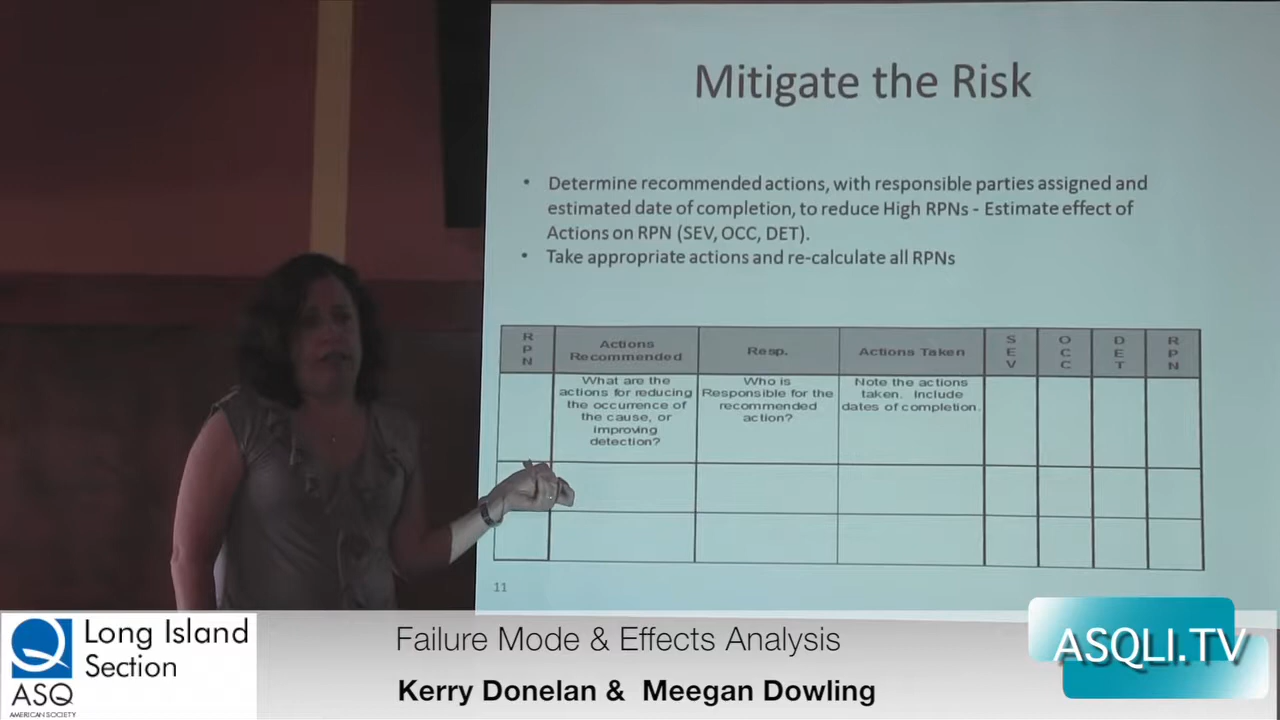 Mitigate the Risk
• Determine recommended actions, with responsible parties assigned and
estimated date of completion, to reduce High RPNs - Estimate effect of
Actions on RPN (SEV, OCC, DET).
• Take appropriate actions and re-calculate all RPNs
R
P
N
Actions
Recommended
Resp.
Actions Taken
S
E
V
O
C
C
D
E
T
R
P
N
What are the
actions for reducing
the occurrence of
the cause, or
improving
detection?
Who is
Responsible for the
recommended
action?
Note the actions
taken. Include
dates of completion.
11
Long Island
Section
ASQ
AMERICAN SOCIETY
Failure Mode & Effects Analysis
Kerry Donelan & Meegan Dowling
ASQLI.TV